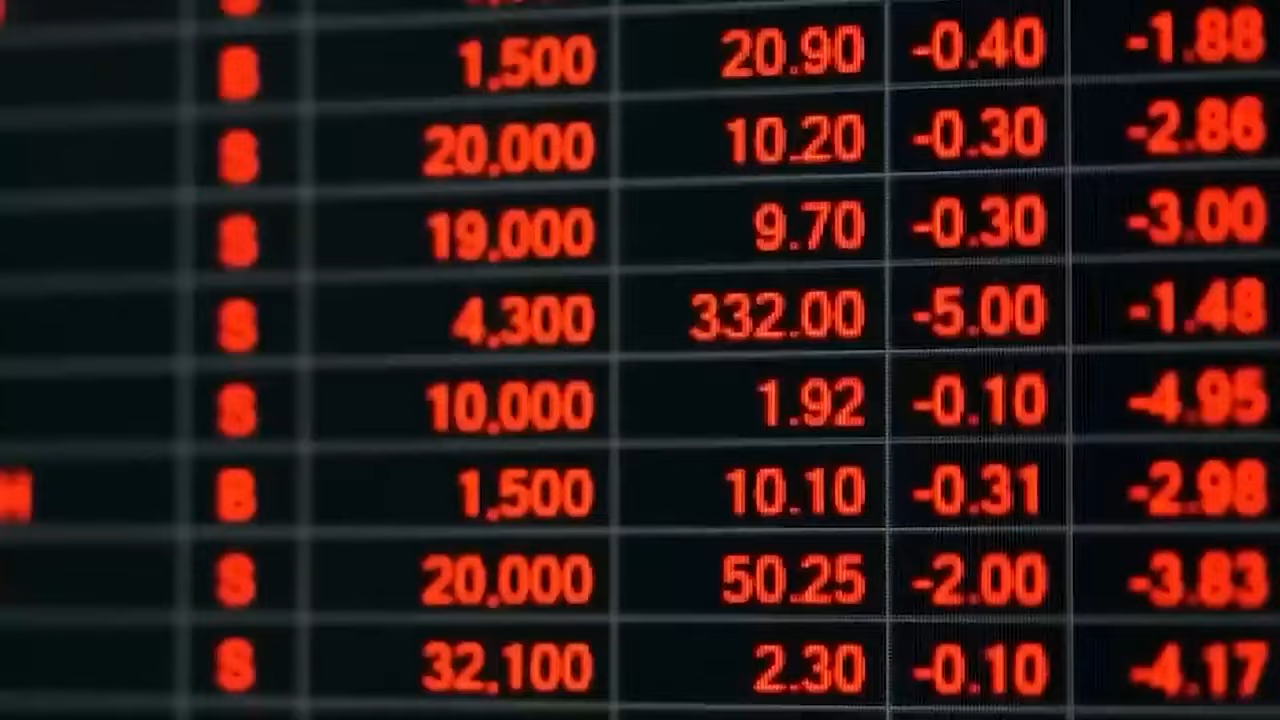 B 1,500 20.90 -0.40 -1.88
S 20,000 10.20 -0.30 -2.86
S 19,000 9.70 -0.30 -3.00
S 4,300 332.00 -5.00 -1.48
S 10,000 1.92 -0.10 -4.95
B 1,500 10.10 -0.31 -2.98
S 20,000 50.25 -2.00 -3.83
S 32,100 2.30 -0.10 -4.17